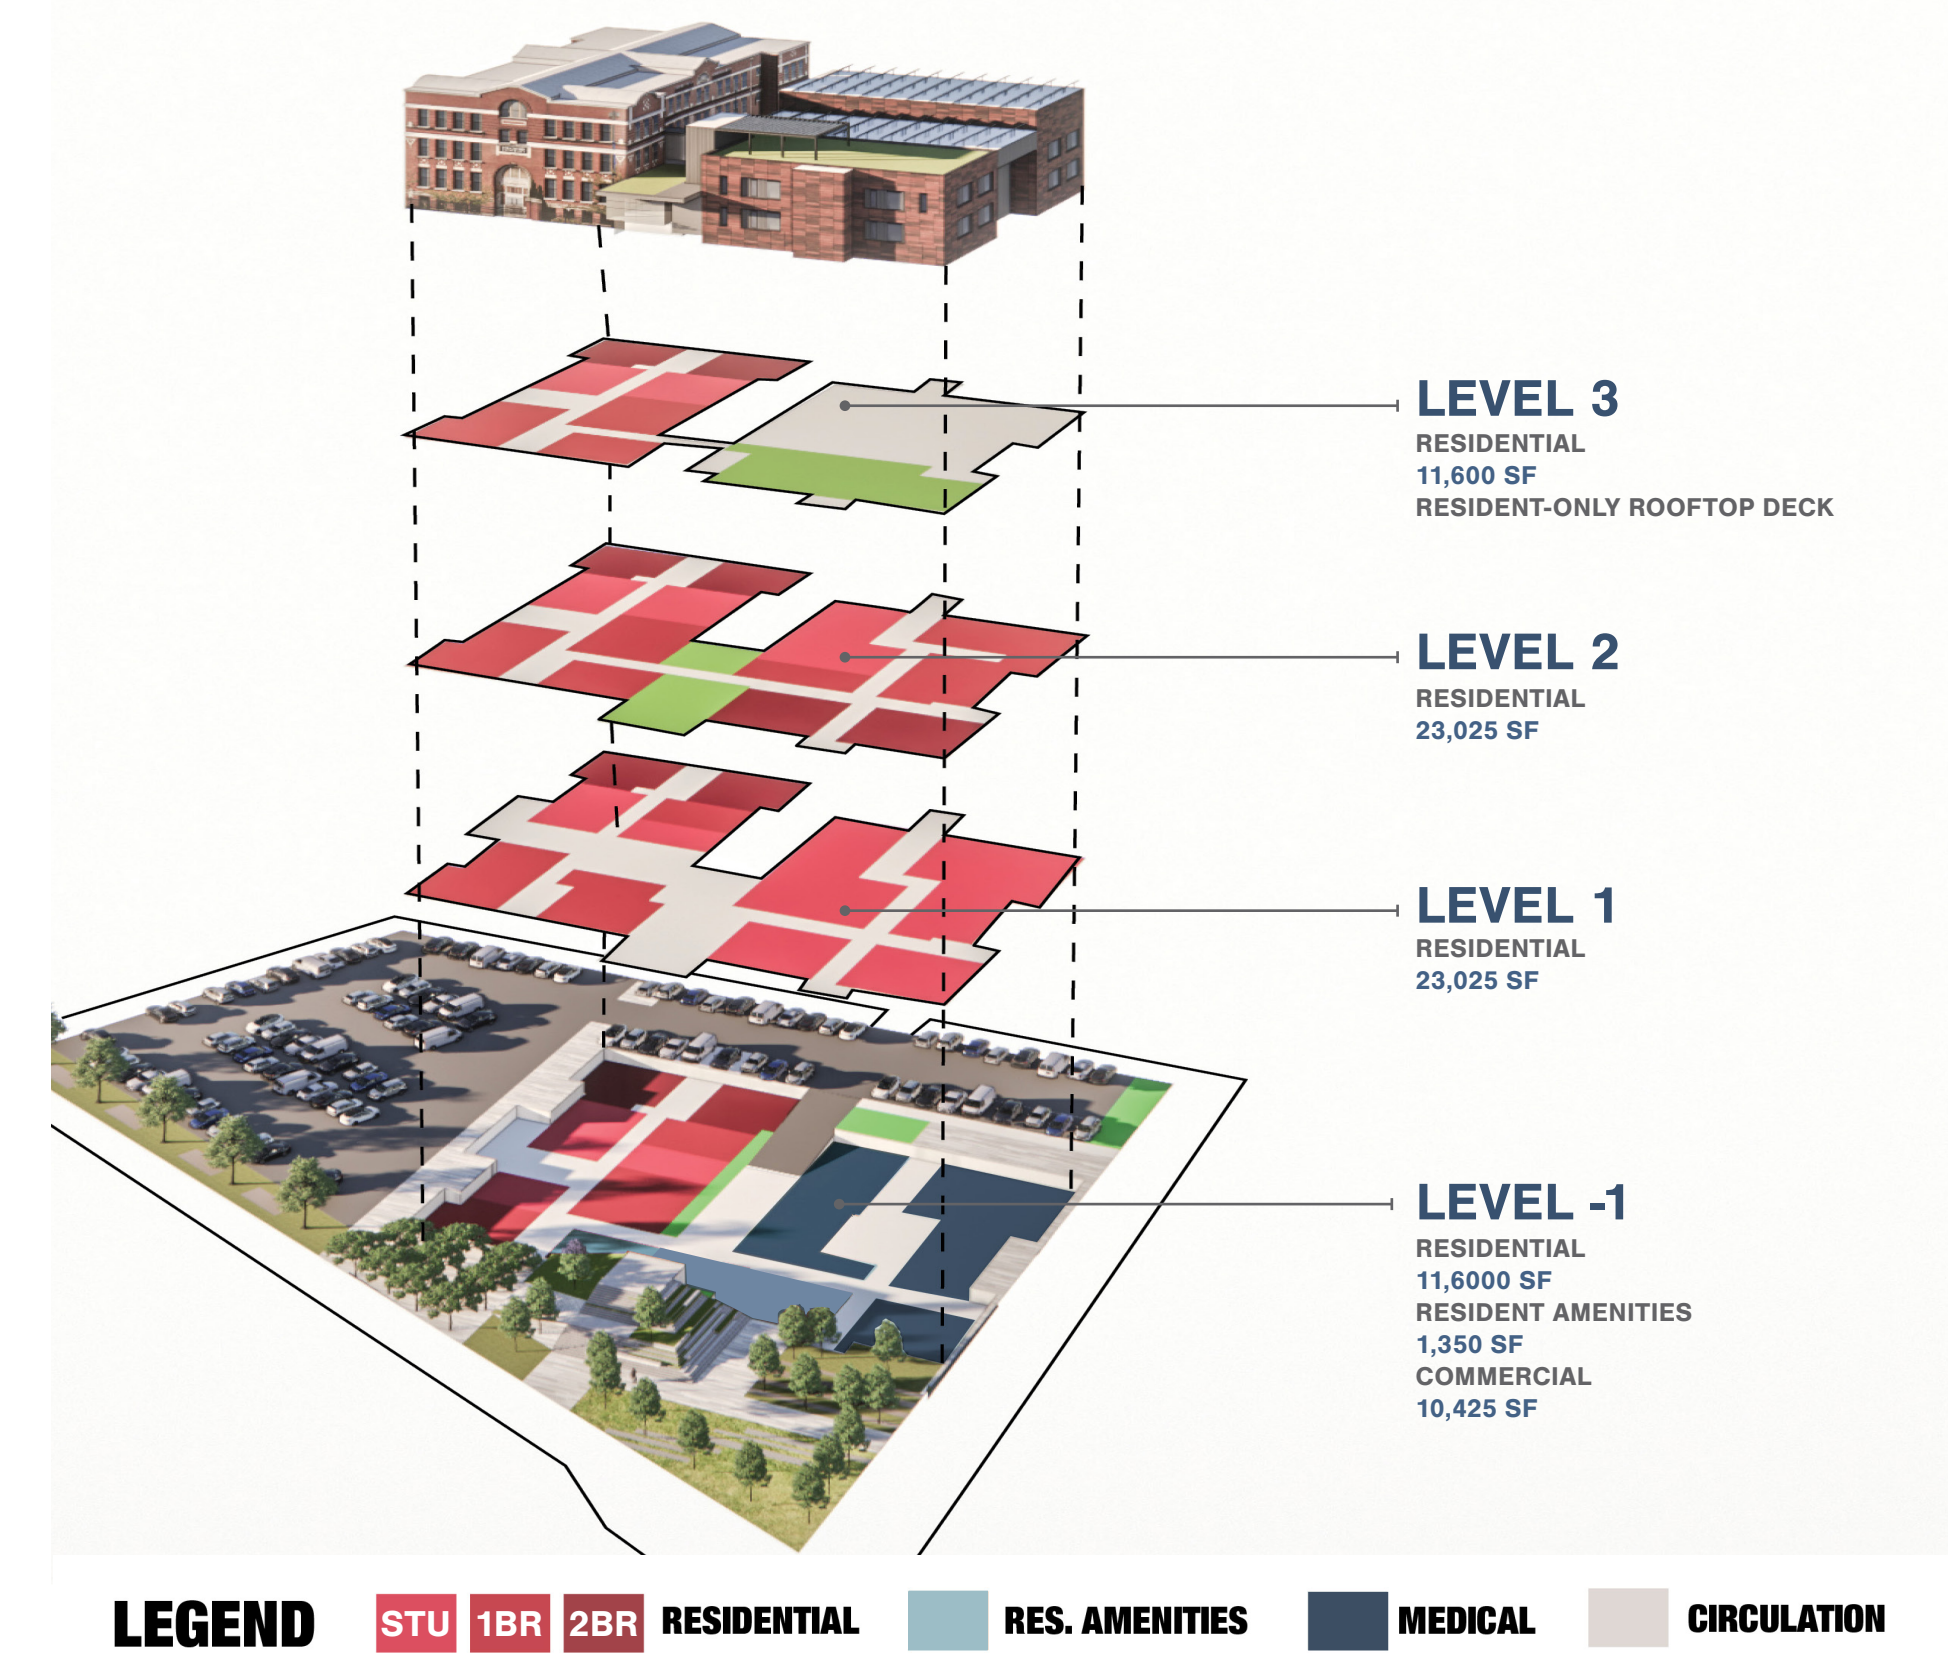 LEVEL 3
RESIDENTIAL
11,600 SF
RESIDENT-ONLY ROOFTOP DECK
LEVEL 2
RESIDENTIAL
23,025 SF
LEVEL 1
RESIDENTIAL
23,025 SF
LEVEL -1
RESIDENTIAL
11,6000 SF
RESIDENT AMENITIES
1,350 SF
COMMERCIAL
10,425 SF
LEGEND STU 1BR 2BR RESIDENTIAL RES. AMENITIES MEDICAL CIRCULATION